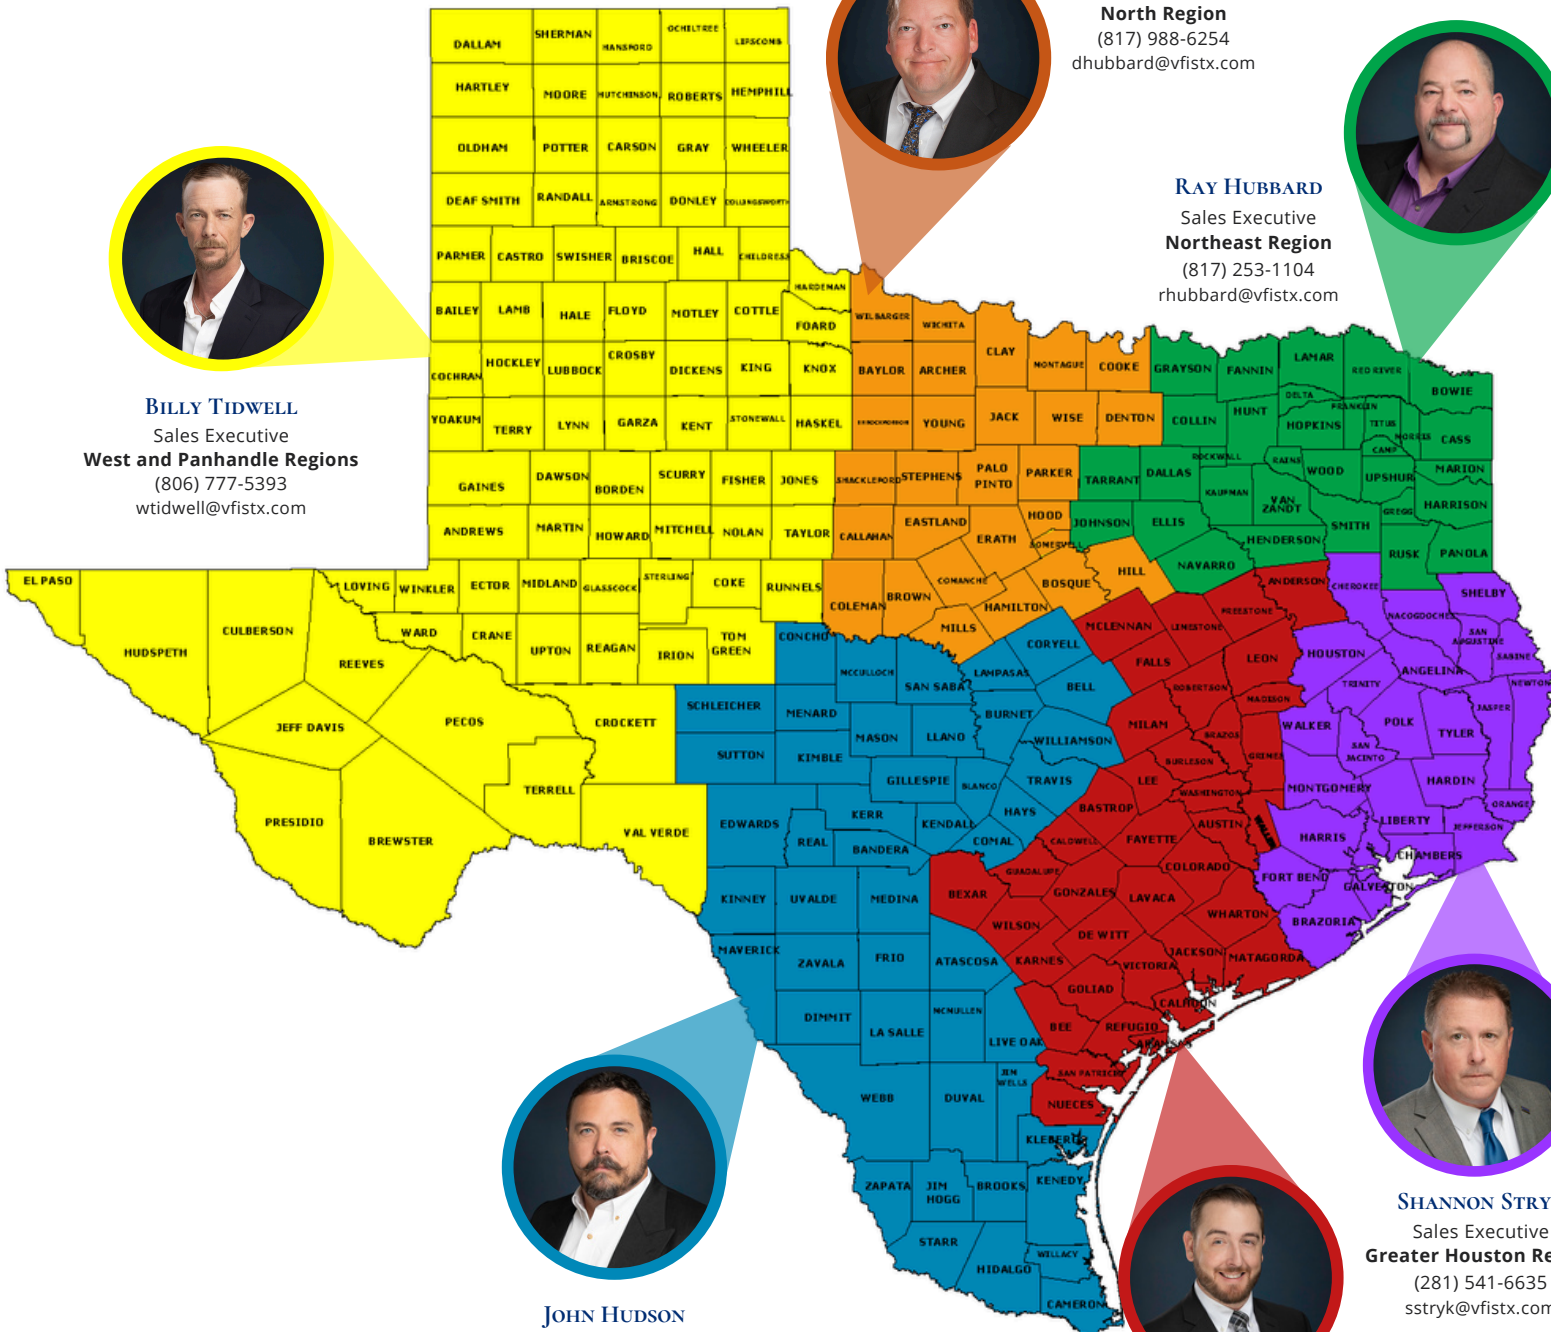 North Region
(817) 988-6254
dhubbard@vfistx.com
RAY HUBBARD
Sales Executive
Northeast Region
(817) 253-1104
rhubbard@vfistx.com
BILLY TIDWELL
Sales Executive
West and Panhandle Regions
(806) 777-5393
wtidwell@vfistx.com
DALLAM SHERMAN HANSFORD OCHILTREE LIPSCOMB
HARTLEY MOORE HUTCHINSON ROBERTS HEMPHILL
OLDHAM POTTER CARSON GRAY WHEELER
DEAF SMITH RANDALL ARMSTRONG DONLEY COLLINGSWORTH
PARMER CASTRO SWISHER BRISCOE HALL CHILDRESS
HARDEMAN
BAILEY LAMB HALE FLOYD MOTLEY COTTLE FOARD WILBARGER WICHITA
COCHRAN HOCKLEY LUBBOCK CROSBY DICKENS KING KNOX BAYLOR ARCHER CLAY MONTAGUE COOKE GRAYSON FANNIN LAMAR RED RIVER BOWIE
YOAKUM TERRY LYNN GARZA KENT STONEWALL HASKEL YOUNG JACK WISE DENTON COLLIN HUNT DELTA HOPKINS FRANKLIN TITUS MORRIS CASS
GAINES DAWSON BORDEN SCURRY FISHER JONES SHACKLEFORD STEPHENS PALO PINTO PARKER TARRANT DALLAS ROCKWALL RAINS WOOD CAMP UPSHUR MARION
ANDREWS MARTIN HOWARD MITCHELL NOLAN TAYLOR CALLAHAN EASTLAND ERATH HOOD SOMERVELL JOHNSON ELLIS KAUFMAN VAN ZANDT SMITH GREGG HARRISON
HENDERSON RUSK PANOLA
EL PASO HUDSPETH CULBERSON LOVING WINKLER ECTOR MIDLAND GLASSCOCK STERLING COKE RUNNELS COLEMAN BROWN COMANCHE HAMILTON BOSQUE HILL NAVARRO ANDERSON CHEROKEE SHELBY
REEVES WARD CRANE UPTON REAGAN IRION TOM GREEN CONCHO MILLS CORYELL MCLENNAN LIMESTONE FREESTONE NACOGDOCHES SAN AUGUSTINE SABINE
JEFF DAVIS PECOS CROCKETT SCHLEICHER MENARD MCCULLOCH SAN SABA LAMPASAS BELL FALLS LEON HOUSTON ANGELINA NEWTON
SUTTON KIMBLE MASON LLANO BURNET WILLIAMSON MILAM ROBERTSON MADISON TRINITY WALKER POLK TYLER JASPER
PRESIDIO BREWSTER TERRELL VAL VERDE EDWARDS KERR GILLESPIE BLANCO TRAVIS HAYS LEE BURLESON BRAZOS GRIMES SAN JACINTO HARDIN MONTGOMERY ORANGE
REAL BANDERA KENDALL COMAL CALDWELL BASTROP FAYETTE WASHINGTON AUSTIN WALLER HARRIS LIBERTY JEFFERSON CHAMBERS
KINNEY UVALDE MEDINA BEXAR GUADALUPE GONZALES LAVACA COLORADO FORT BEND GALVESTON
WILSON DE WITT WHARTON BRAZORIA
MAVERICK ZAVALA FRIO ATASCOSA KARNES VICTORIA JACKSON MATAGORDA
DIMMIT LA SALLE MCMULLEN LIVE OAK GOLIAD CALHOUN
BEE REFUGIO ARANSAS
WEBB DUVAL JIM WELLS SAN PATRICIO
NUECES
KLEBERG
ZAPATA JIM HOGG BROOKS KENEDY
STARR HIDALGO WILLACY
CAMERON
JOHN HUDSON
SHANNON STRY
Sales Executive
Greater Houston Re
(281) 541-6635
sstryk@vfistx.com